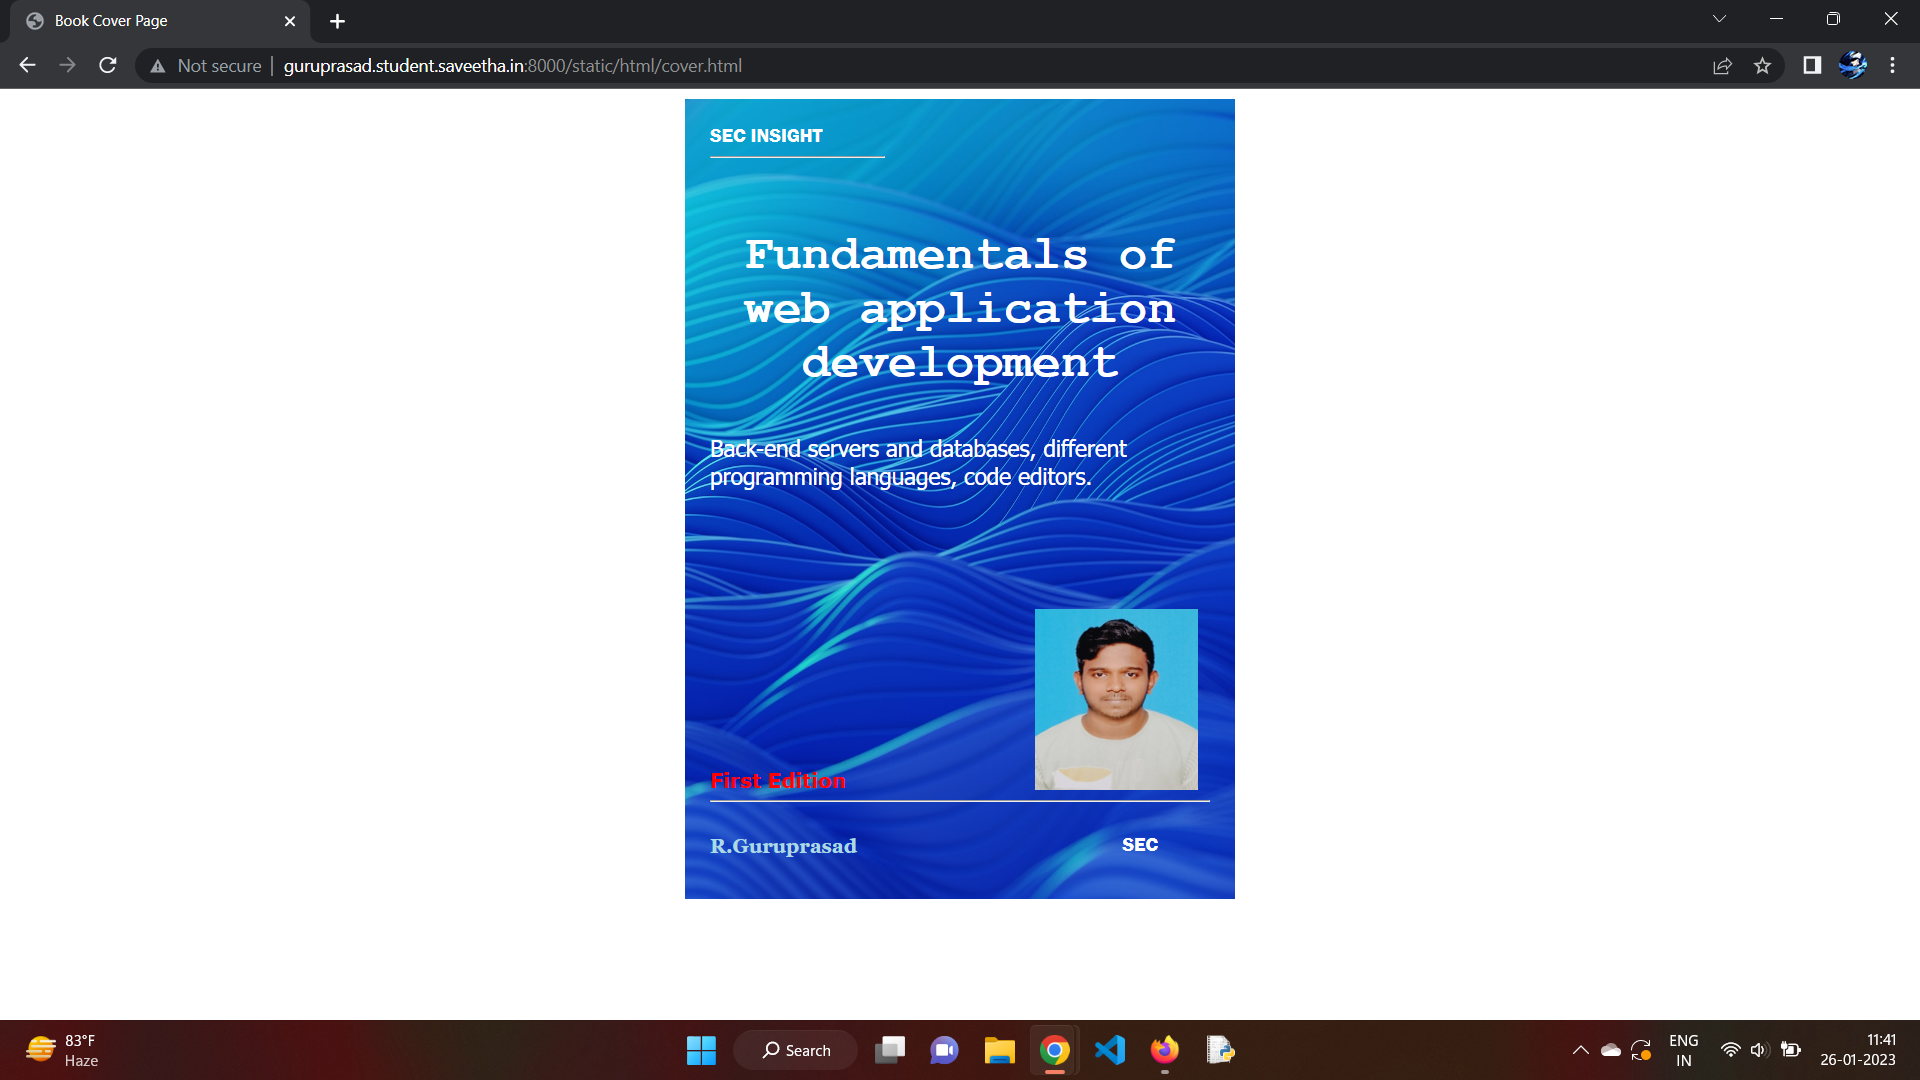 Book Cover Page
Not secure
guruprasad.student.saveetha.in:8000/static/html/cover.html
SEC INSIGHT
Fundamentals of
web application
development
Back-end servers and databases, different
programming languages, code editors.
First Edition
R.Guruprasad
SEC
83°F
Haze
Search
ENG
IN
11:41
26-01-2023